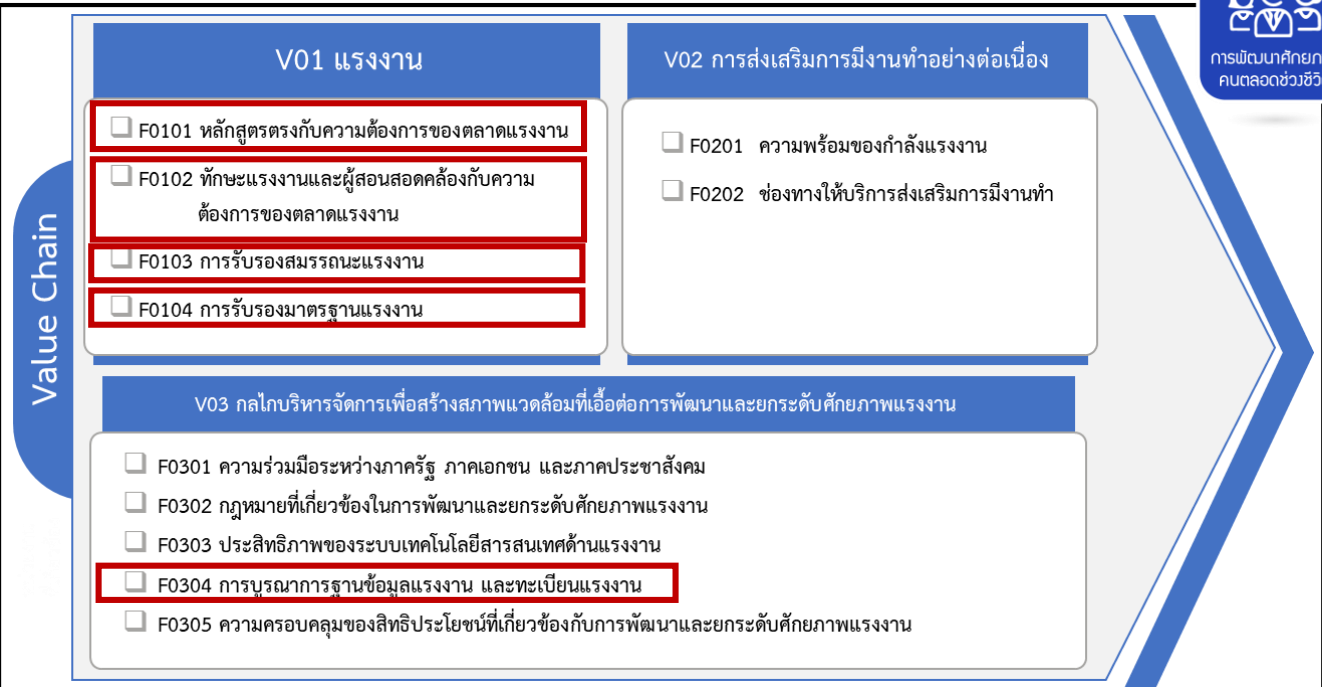 การพัฒนาศักยภ
คนตลอดช่วงชีวิ
Value Chain
V01 แรงงาน
F0101 หลักสูตรตรงกับความต้องการของตลาดแรงงาน
F0102 ทักษะแรงงานและผู้สอนสอดคล้องกับความ
ต้องการของตลาดแรงงาน
F0103 การรับรองสมรรถนะแรงงาน
F0104 การรับรองมาตรฐานแรงงาน
V02 การส่งเสริมการมีงานทำอย่างต่อเนื่อง
F0201 ความพร้อมของกำลังแรงงาน
F0202 ช่องทางให้บริการส่งเสริมการมีงานทำ
V03 กลไกบริหารจัดการเพื่อสร้างสภาพแวดล้อมที่เอื้อต่อการพัฒนาและยกระดับศักยภาพแรงงาน
F0301 ความร่วมมือระหว่างภาครัฐ ภาคเอกชน และภาคประชาสังคม
F0302 กฎหมายที่เกี่ยวข้องในการพัฒนาและยกระดับศักยภาพแรงงาน
F0303 ประสิทธิภาพของระบบเทคโนโลยีสารสนเทศด้านแรงงาน
F0304 การบูรณาการฐานข้อมูลแรงงาน และทะเบียนแรงงาน
F0305 ความครอบคลุมของสิทธิประโยชน์ที่เกี่ยวข้องกับการพัฒนาและยกระดับศักยภาพแรงงาน